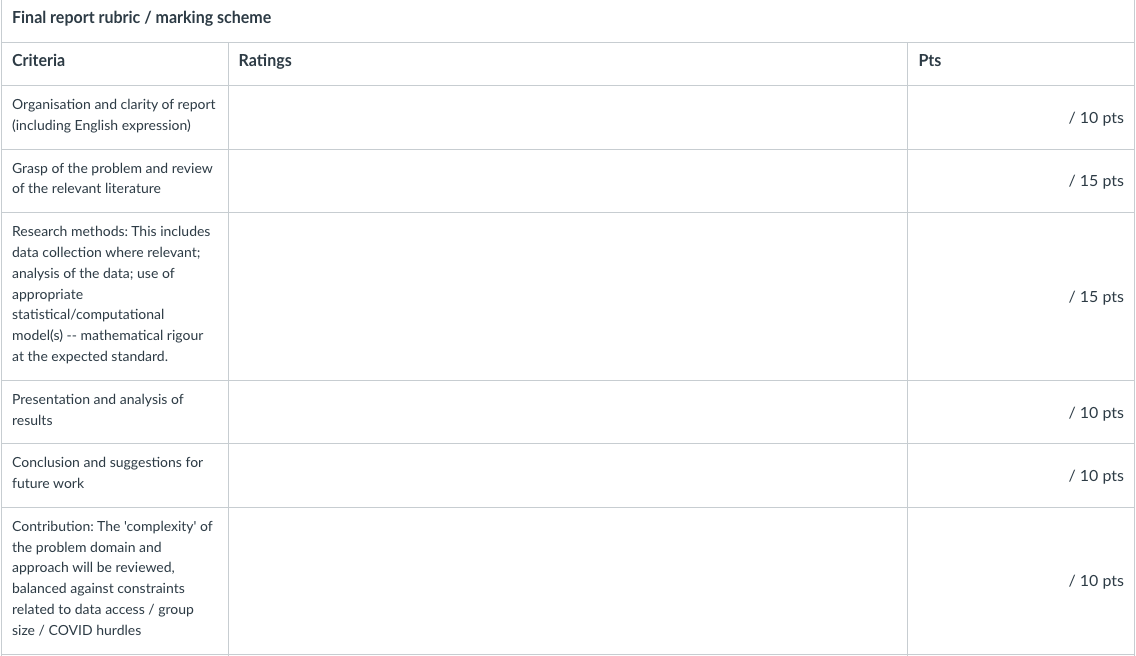 Final report rubric / marking scheme
Criteria
Ratings
Pts
Organisation and clarity of report
(including English expression)
/ 10 pts
Grasp of the problem and review
of the relevant literature
/ 15 pts
Research methods: This includes
data collection where relevant;
analysis of the data; use of
appropriate
statistical/computational
model(s) -- mathematical rigour
at the expected standard.
/ 15 pts
Presentation and analysis of
results
/ 10 pts
Conclusion and suggestions for
future work
/ 10 pts
Contribution: The 'complexity' of
the problem domain and
approach will be reviewed,
balanced against constraints
related to data access / group
size / COVID hurdles
/ 10 pts